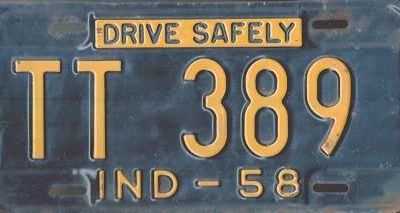 DRIVE SAFELY
TT 389
IND - 58